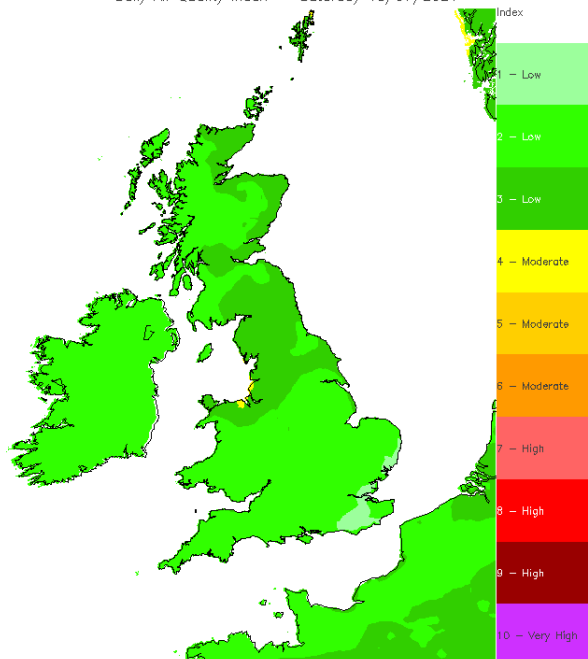 Index
1 - Low
2 - Low
3 - Low
4 - Moderate
5 - Moderate
6 - Moderate
7 - High
8 - High
9 - High
10 - Very High